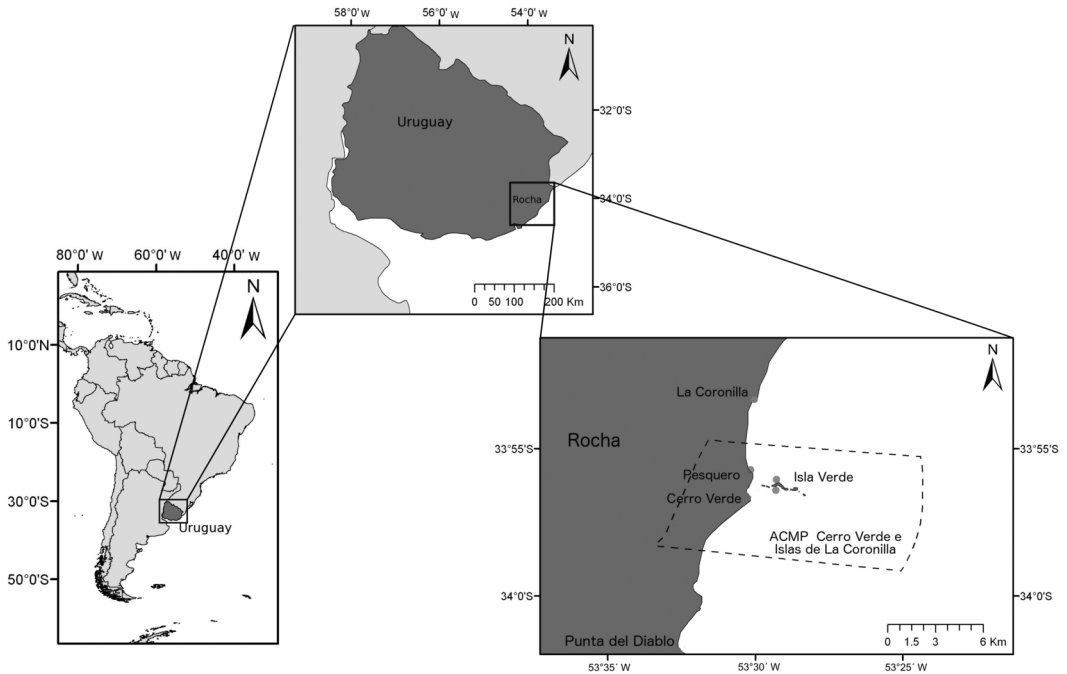 58°0' W 56°0' W 54°0' W
N
32°0'S
Uruguay
Rocha
34°0'S
36°0'S
0 50 100 200 Km
80°0' W 60°0' W 40°0' W
N
10°0'N
10°0'S
30°0'S
50°0'S
Uruguay
N
La Coronilla
Rocha
33°55'S 33°55'S
Pesquero
Isla Verde
Cerro Verde
ACMP Cerro Verde e
Islas de La Coronilla
34°0'S 34°0'S
0 1.5 3 6 Km
Punta del Diablo
53°35' W 53°30' W 53°25' W